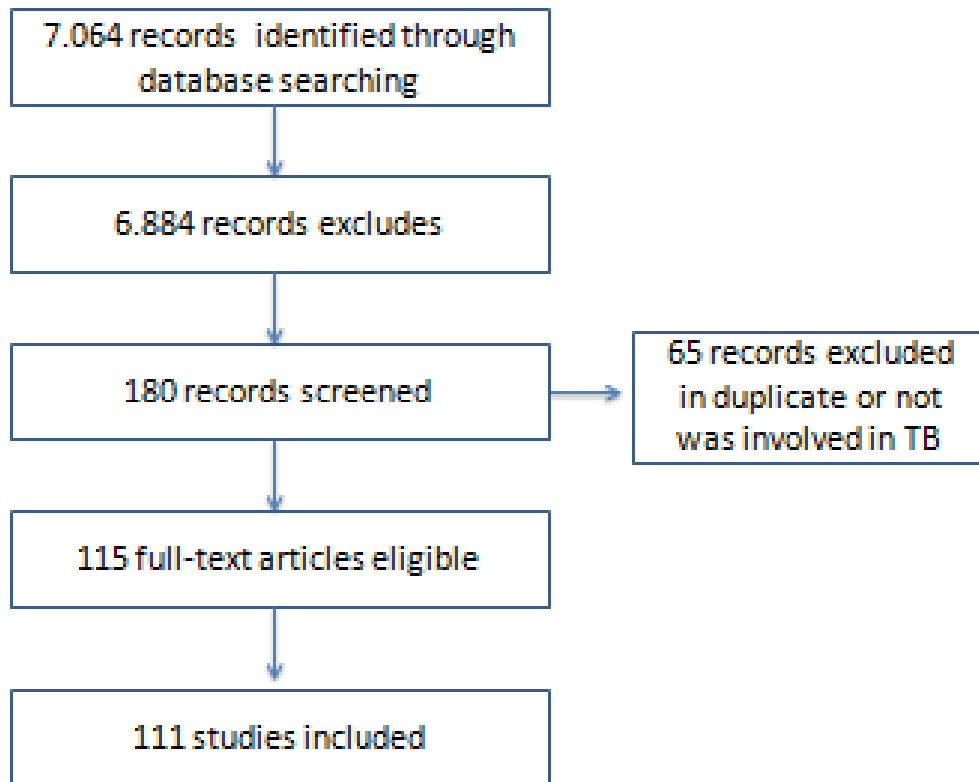 7.064 records identified through
database searching
6.884 records excludes
180 records screened
65 records excluded
in duplicate or not
was involved in TB
115 full-text articles eligible
111 studies included